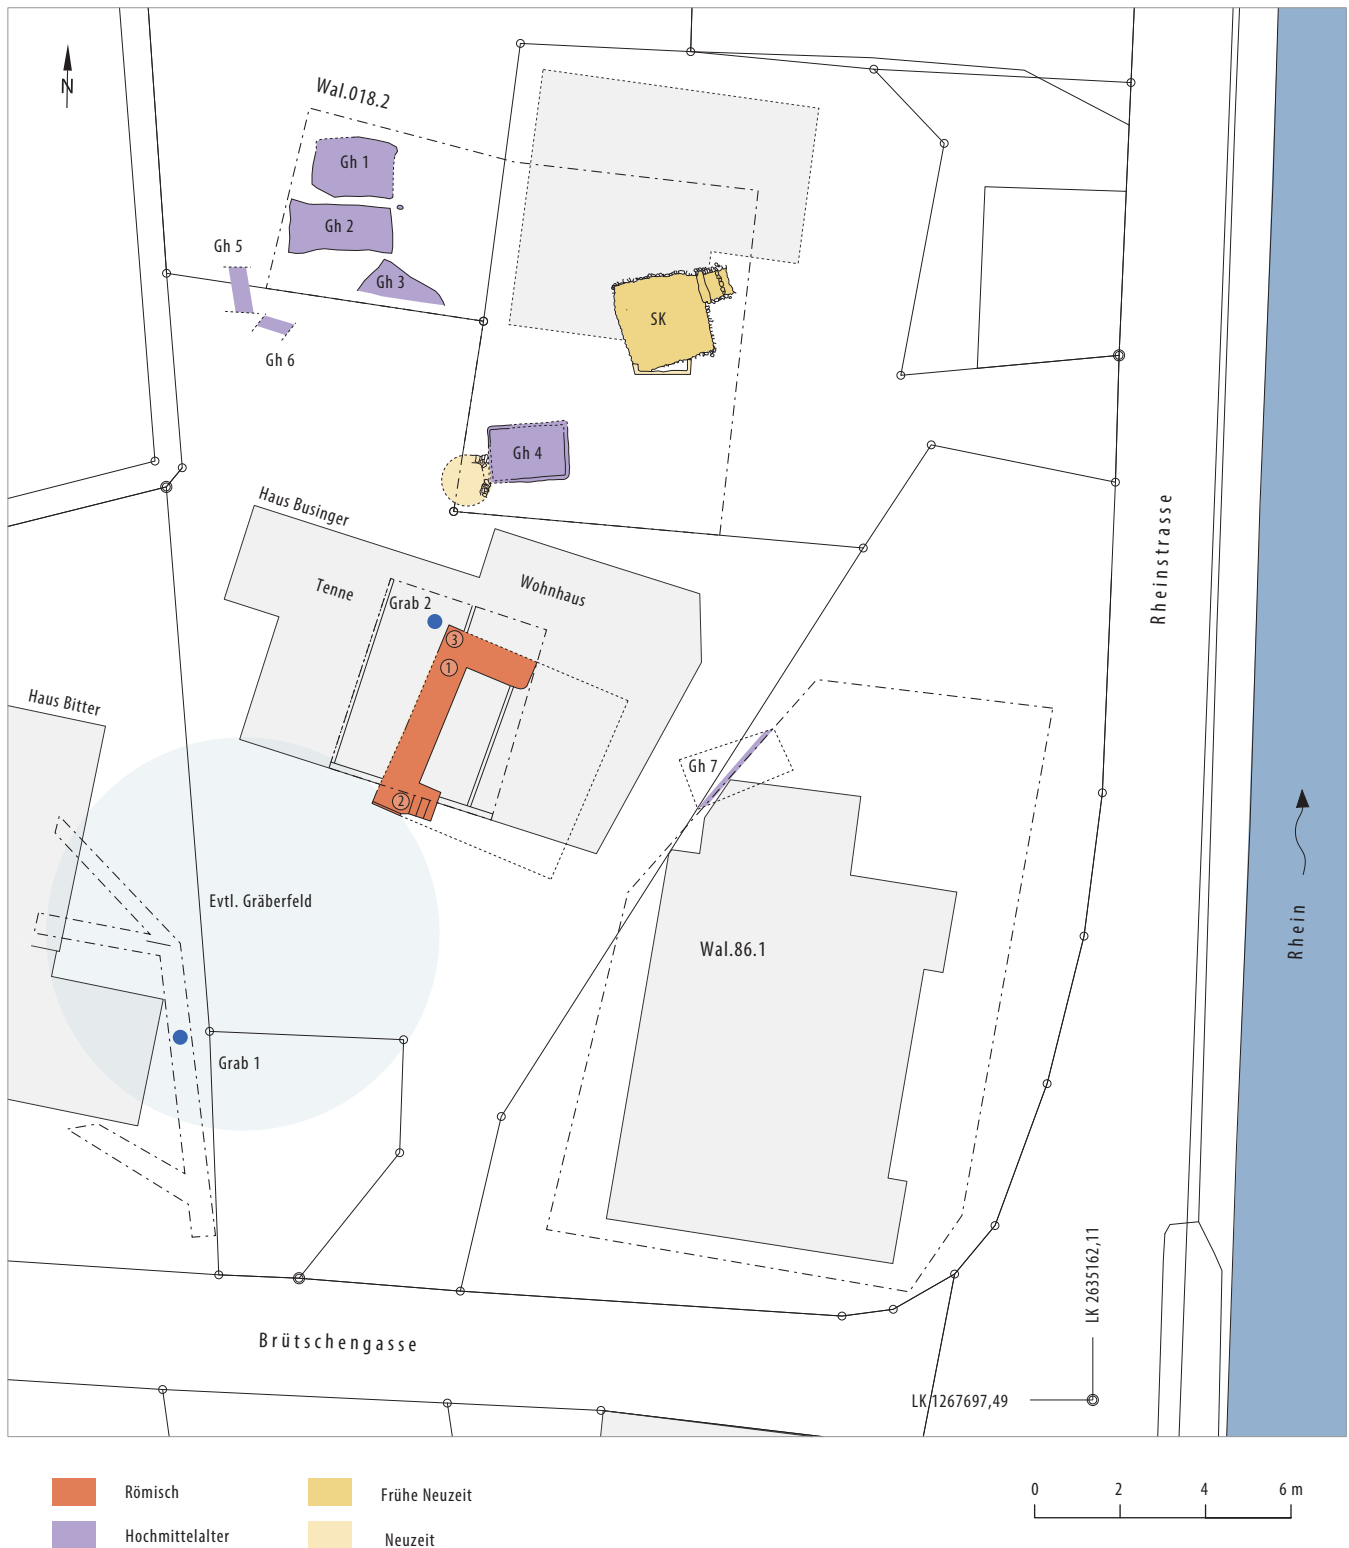 N
Wal.018.2
Gh 1
Gh 2
Gh 5
Gh 3
SK
Gh 6
Gh 4
Haus Businger
Tenne
Wohnhaus
Grab 2
3
1
2
Rheinstrasse
Haus Bitter
Gh 7
Evtl. Gräberfeld
Wal.86.1
Rhein
Grab 1
LK 2635162,11
Brütschengasse
LK 1267697,49
Römisch
Frühe Neuzeit
Hochmittelalter
Neuzeit
0 2 4 6 m